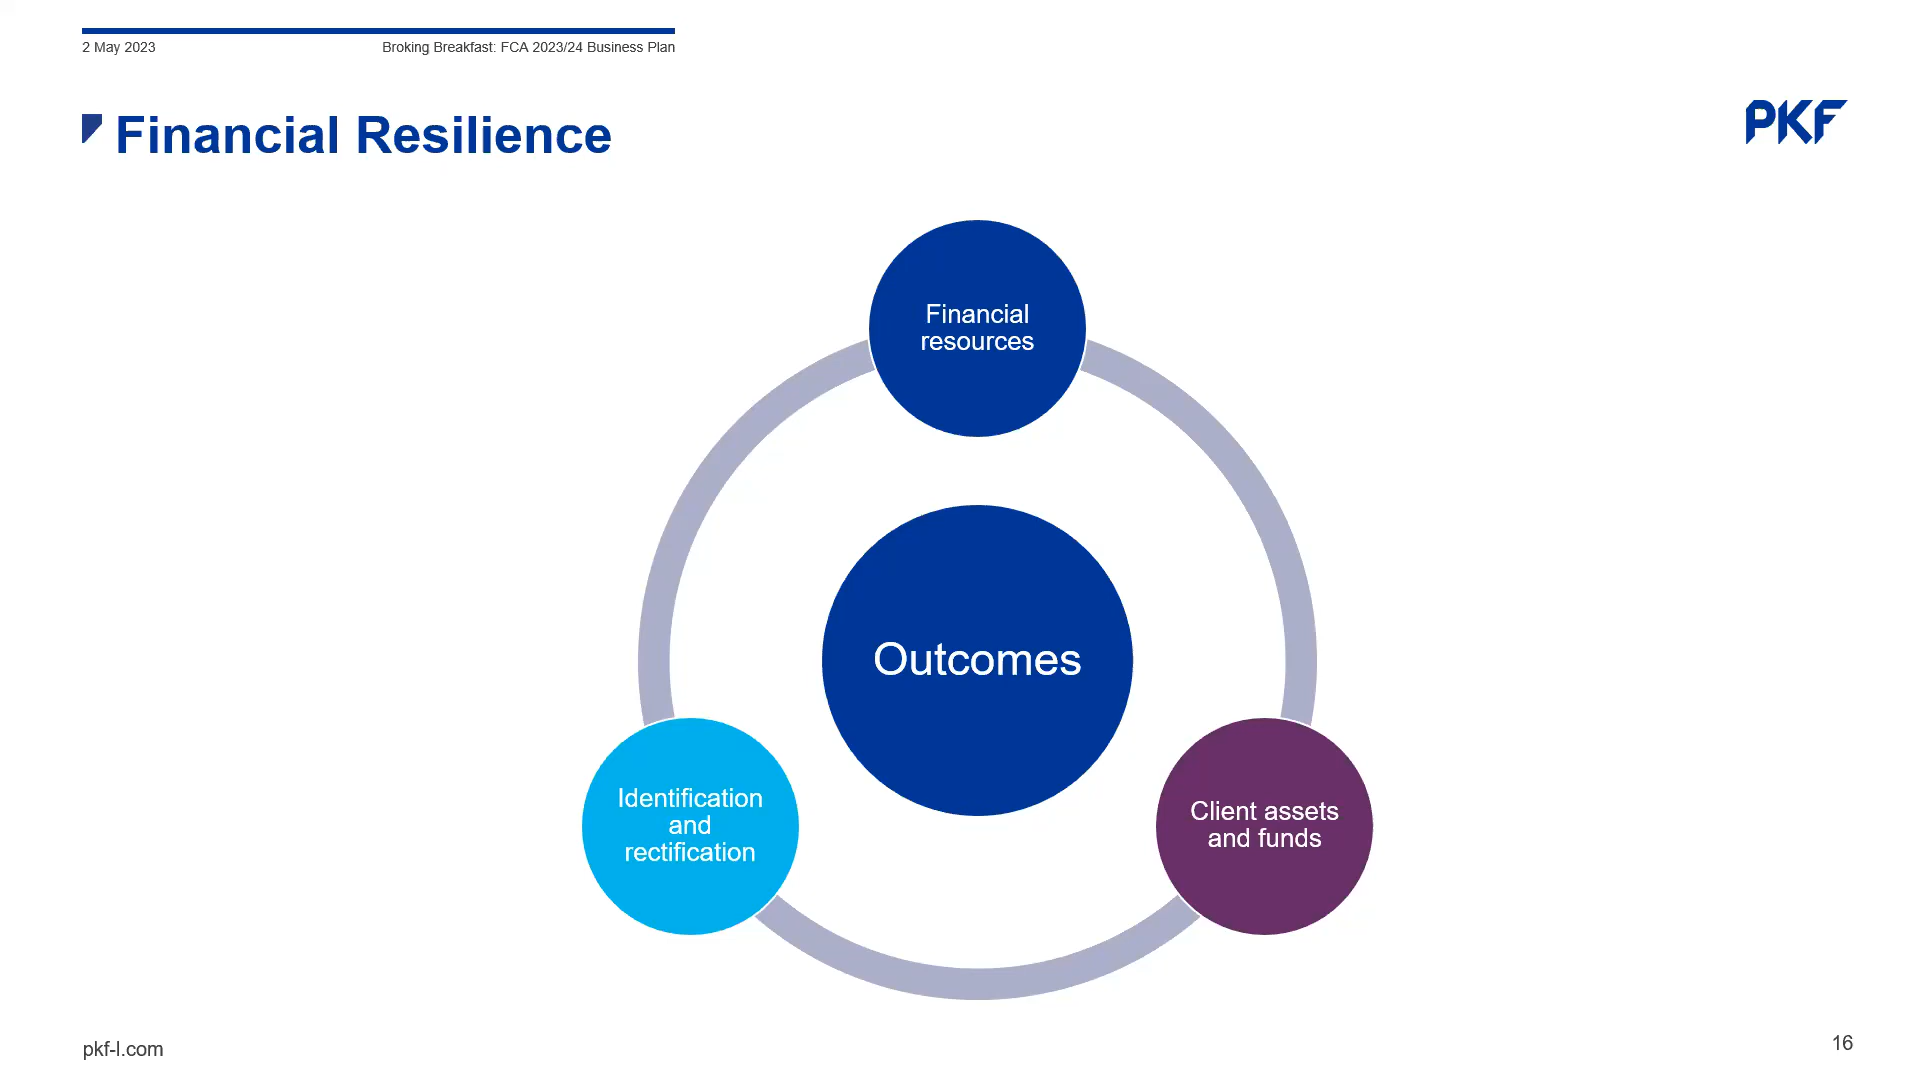 2 May 2023
Broking Breakfast: FCA 2023/24 Business Plan
Financial Resilience
PKF
Financial
resources
Outcomes
Identification
and
rectification
Client assets
and funds
pkf-l.com
16